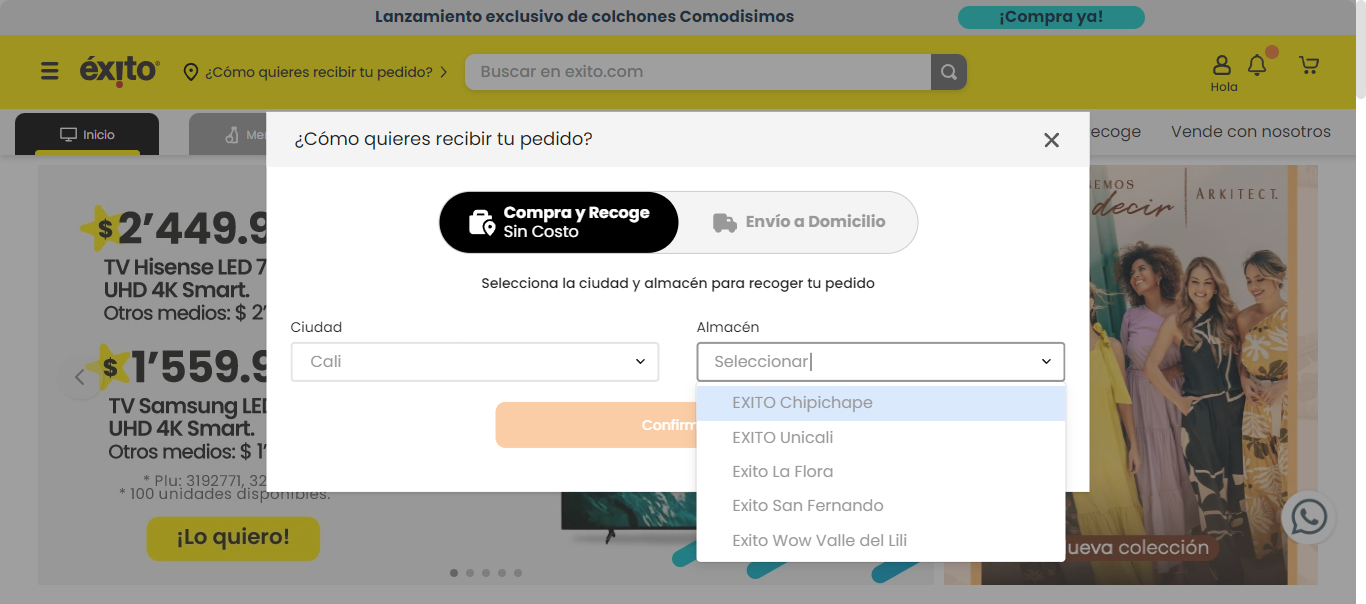 Lanzamiento exclusivo de colchones Comodisimos
¡Compra ya!
éxito
¿Cómo quieres recibir tu pedido?
Buscar en exito.com
Hola
Inicio
ecoge
Vende con nosotros
¿Cómo quieres recibir tu pedido?
Compra y Recoge
Sin Costo
Envío a Domicilio
Selecciona la ciudad y almacén para recoger tu pedido
Ciudad
Almacén
Cali
Seleccionar
EXITO Chipichape
EXITO Unicali
Exito La Flora
Exito San Fernando
Exito Wow Valle del Lili
Confirm
$2’449.9
TV Hisense LED 7
UHD 4K Smart.
Otros medios: $ 2’
$1’559.9
TV Samsung LED
UHD 4K Smart.
Otros medios: $ 1’
* Plu: 3192771, 32
* 100 unidades disponibles.
¡Lo quiero!
EMOS
decir
ARKITECT.
ueva colección